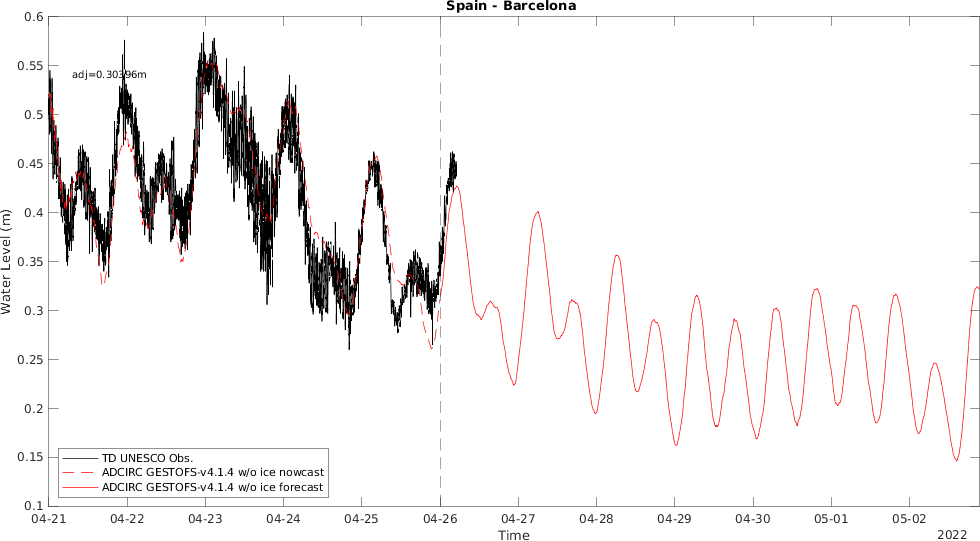 Spain - Barcelona
0.6
0.55
0.5
0.45
0.4
0.35
0.3
0.25
0.2
0.15
0.1
Water Level (m)
adj=0.30396m
TD UNESCO Obs.
ADCIRC GESTOFS-v4.1.4 w/o ice nowcast
ADCIRC GESTOFS-v4.1.4 w/o ice forecast
04-21 04-22 04-23 04-24 04-25 04-26 04-27 04-28 04-29 04-30 05-01 05-02
Time
2022